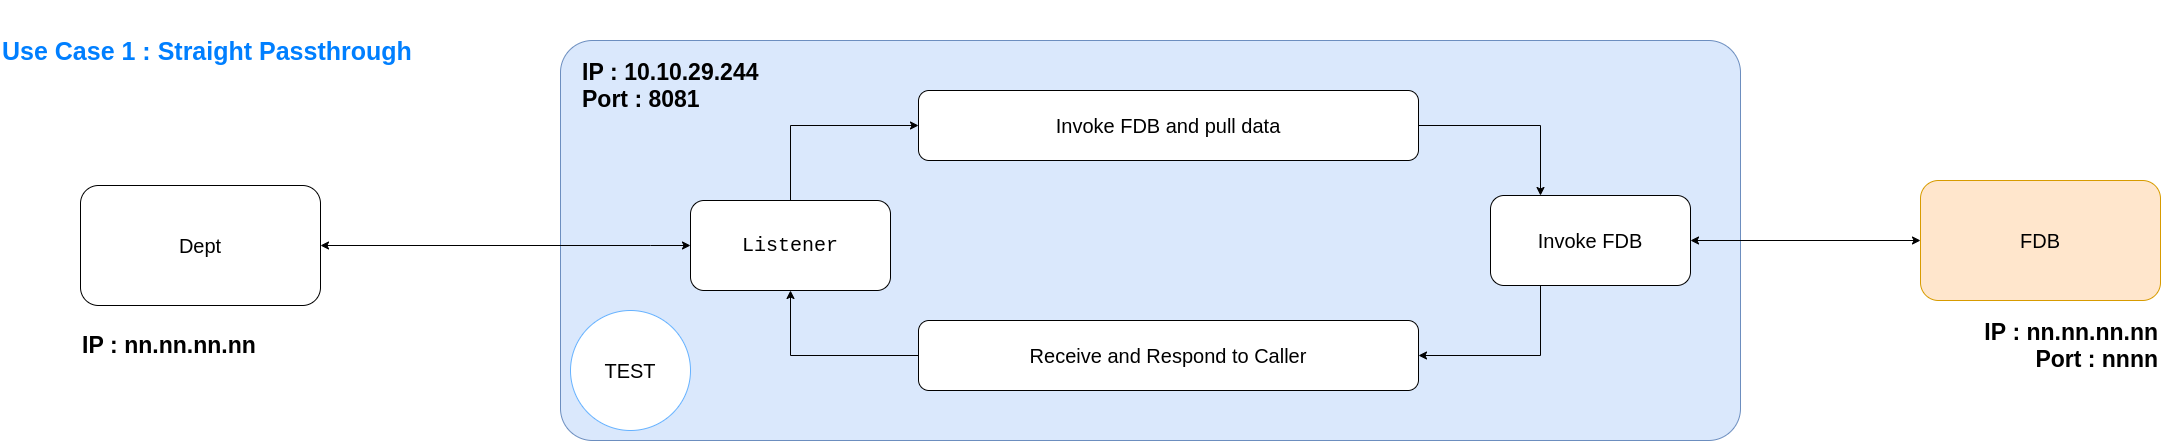 Use Case 1 : Straight Passthrough
IP : 10.10.29.244
Port : 8081
Invoke FDB and pull data
Dept
Listener
Invoke FDB
FDB
IP : nn.nn.nn.nn
TEST
Receive and Respond to Caller
IP : nn.nn.nn.nn
Port : nnnn